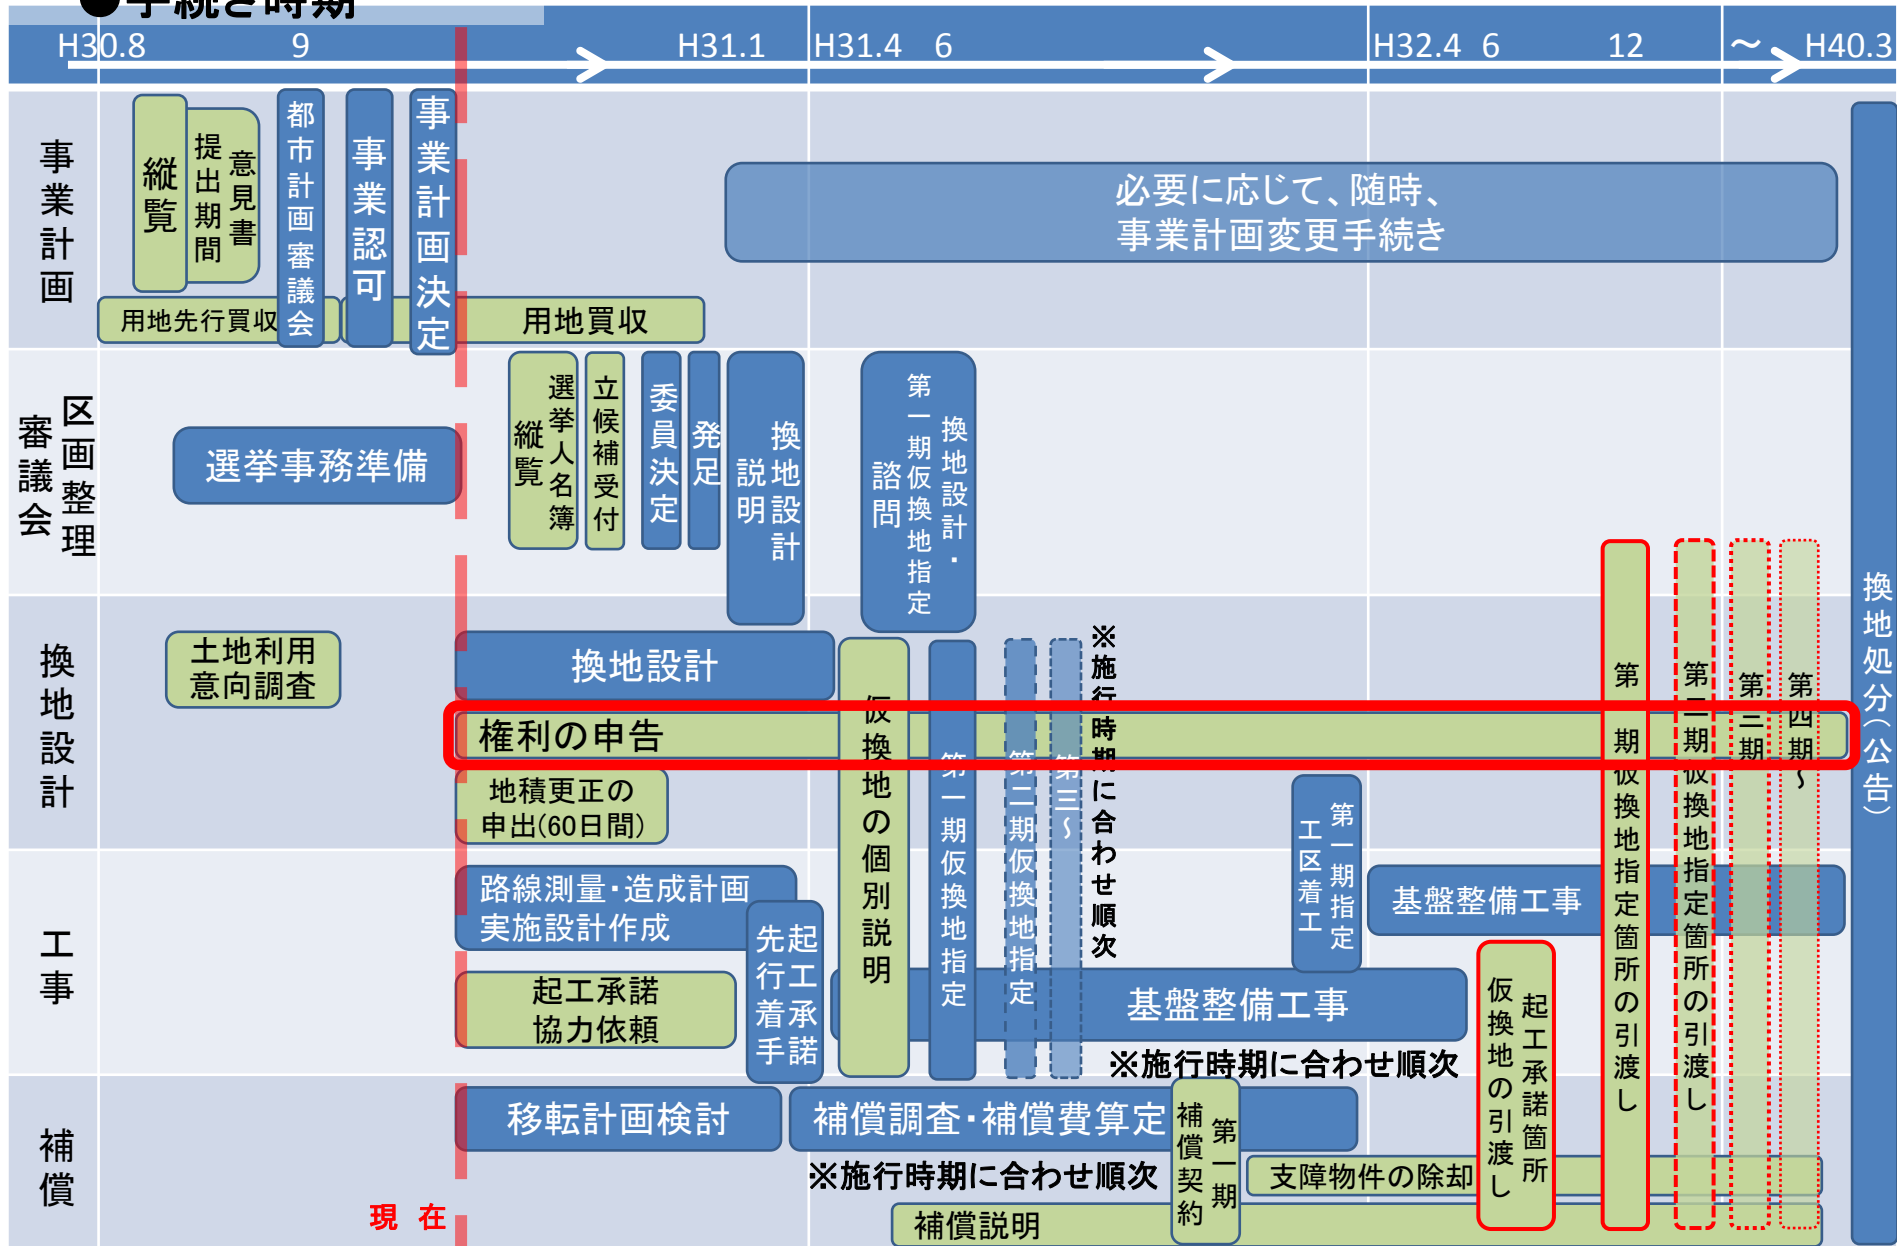 ●手続き時期
H30.8
9
H31.1
H31.4
6
H32.4
6
12
～
H40.3
事業計画
縦覧
意見書
提出期間
都市計画審議会
事業認可
事業計画決定
用地先行買収
用地買収
必要に応じて、随時、
事業計画変更手続き
区画整理
審議会
選挙事務準備
選挙人名簿
縦覧
立候補受付
委員決定
発足
換地設計
説明
換地設計・
第一期仮換地指定
諮問
換地設計
土地利用
意向調査
換地設計
権利の申告
地積更正の
申出(60日間)
仮換地の個別説明
第一期仮換地指定
第二期仮換地指定
第三～
※施行時期に合わせ順次
工事
路線測量・造成計画
実施設計作成
起工承諾
協力依頼
起工承諾
先行着手
基盤整備工事
※施行時期に合わせ順次
第一期指定
工区着工
基盤整備工事
起工承諾箇所
仮換地の引渡し
第一期仮換地指定箇所の引渡し
第二期仮換地指定箇所の引渡し
第三期
第四期～
換地処分（公告）
補償
移転計画検討
補償調査・補償費算定
※施行時期に合わせ順次
第一期
補償契約
支障物件の除却
補償説明
現 在